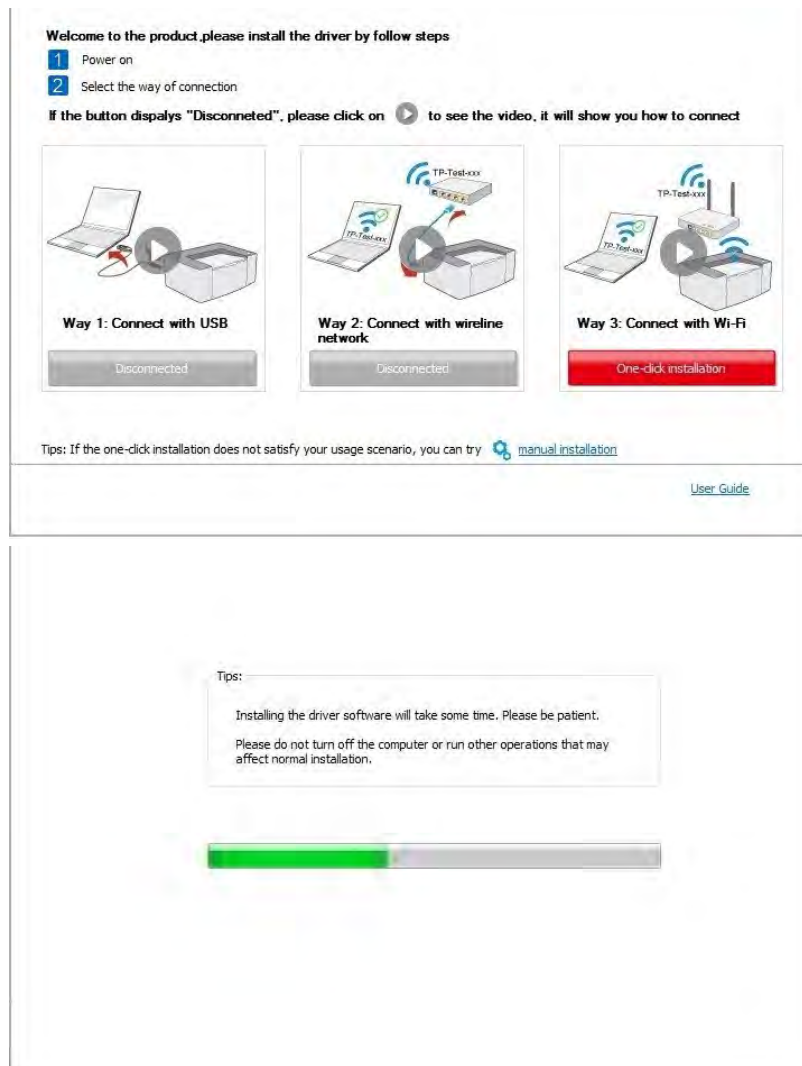 Welcome to the product,please install the driver by follow steps
1 Power on
2 Select the way of connection
If the button dispalys "Disconneted", please click on to see the video, it will show you how to connect
TP-Test-xxx
TP-Test-xxx
TP-Test-xxx
TP-Test-xxx
Way 1: Connect with USB
Way 2: Connect with wireline
network
Way 3: Connect with Wi-Fi
Disconnected
Disconnected
One-click installation
Tips: If the one-click installation does not satisfy your usage scenario, you can try manual installation
User Guide
Tips:
Installing the driver software will take some time. Please be patient.
Please do not turn off the computer or run other operations that may
affect normal installation.